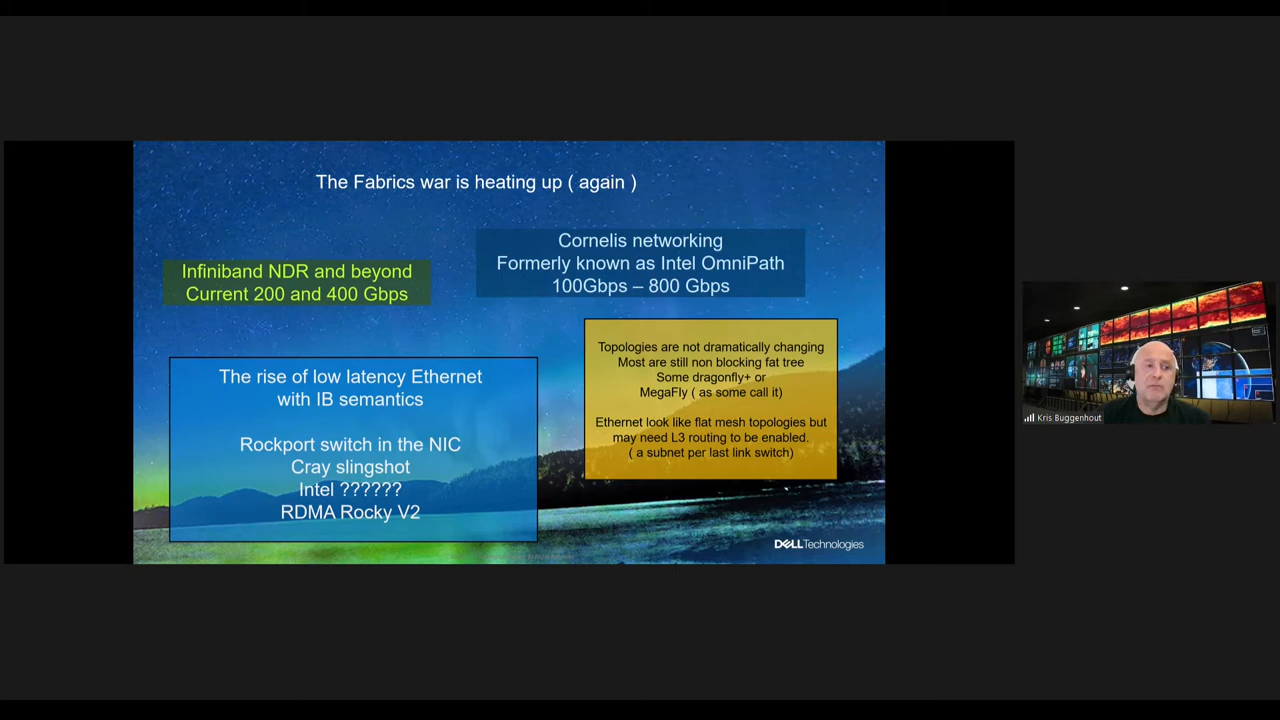 The Fabrics war is heating up ( again )
Infiniband NDR and beyond
Current 200 and 400 Gbps
Cornelis networking
Formerly known as Intel OmniPath
100Gbps – 800 Gbps
The rise of low latency Ethernet
with IB semantics
Rockport switch in the NIC
Cray slingshot
Intel ??????
RDMA Rocky V2
Topologies are not dramatically changing
Most are still non blocking fat tree
Some dragonfly+ or
MegaFly ( as some call it)
Ethernet look like flat mesh topologies but
may need L3 routing to be enabled.
( a subnet per last link switch)
DELL Technologies
Kris Buggenhout